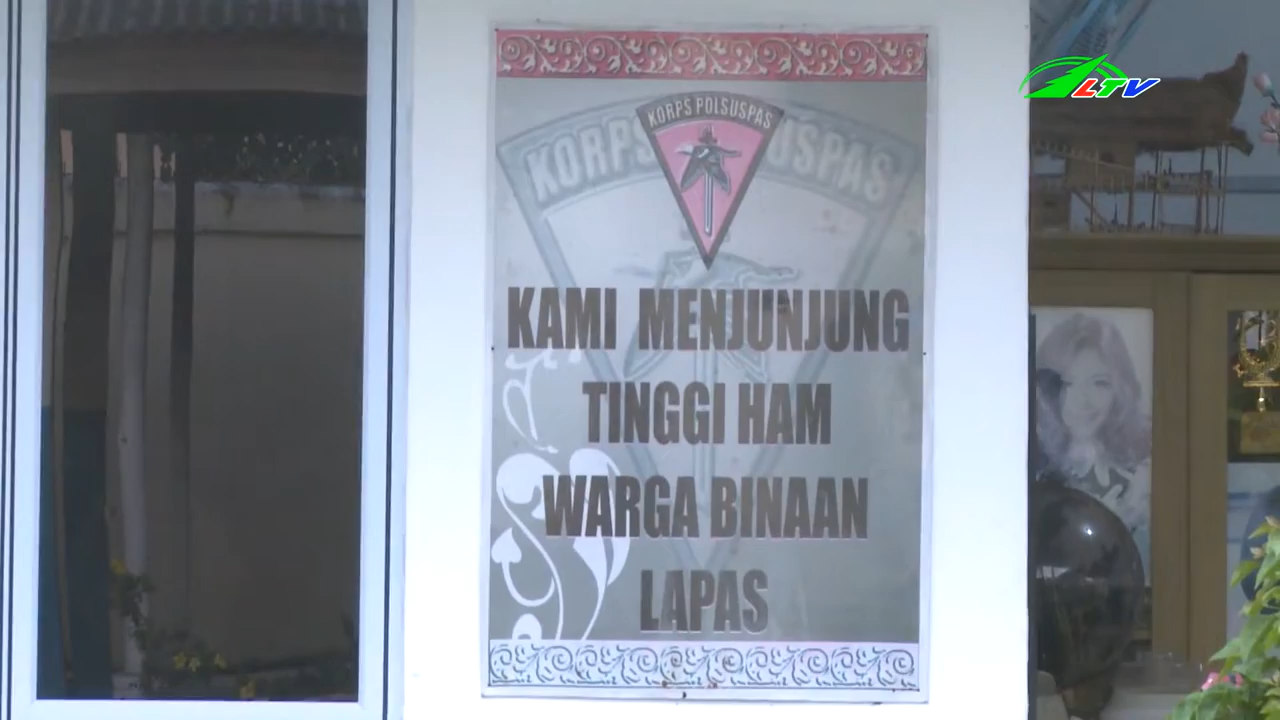 LTV
KORPS POLSUSPAS
KORPS POLSUSPAS
KAMI MENJUNJUNG
TINGGI HAM
WARGA BINAAN
LAPAS